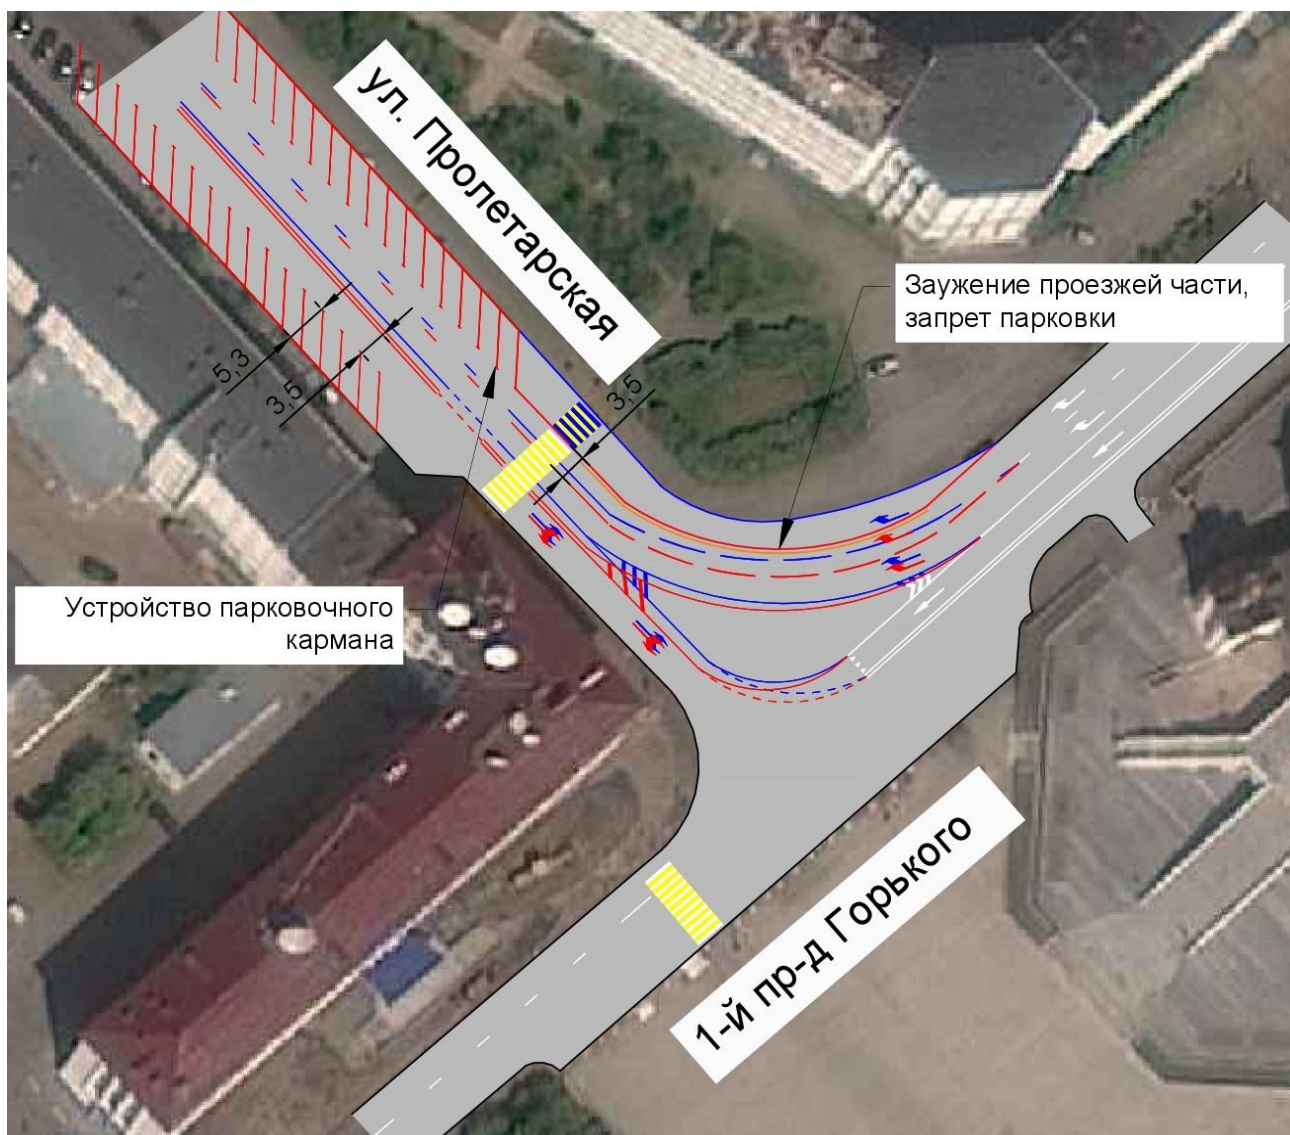 ул. Пролетарская
Заужение проезжей части,
запрет парковки
5,3
3,5
3,5
Устройство парковочного
кармана
1-й пр-д Горького